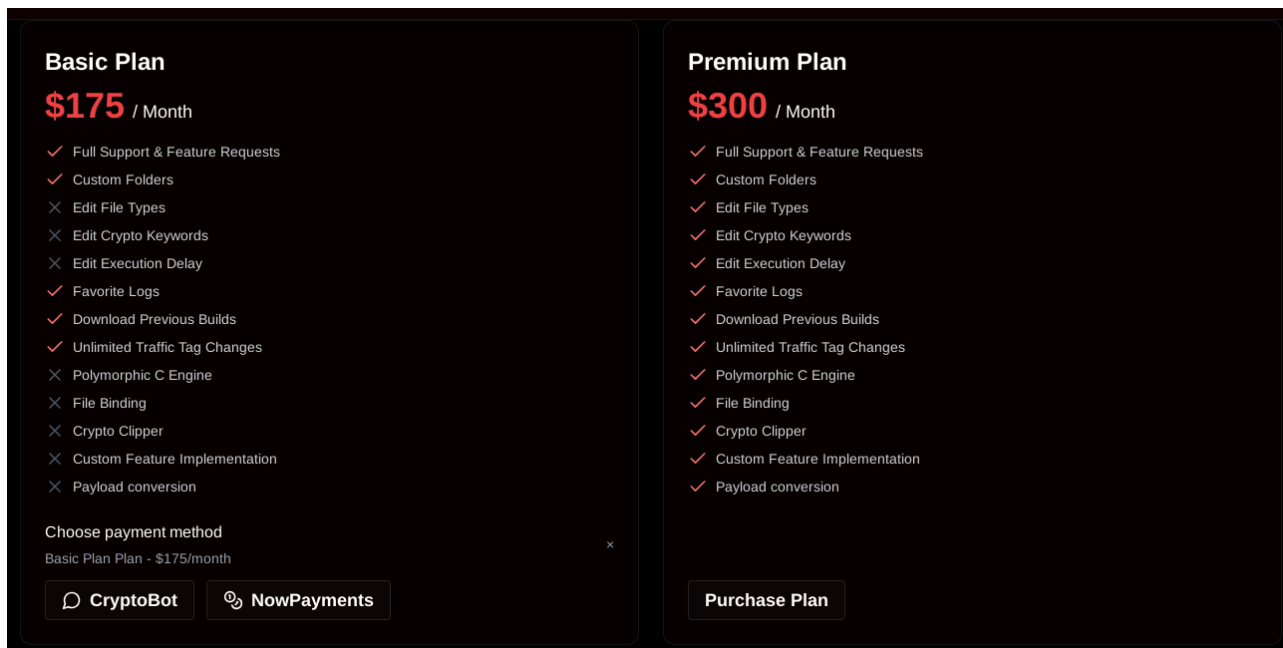 Basic Plan
$175 / Month
Full Support & Feature Requests
Custom Folders
Edit File Types
Edit Crypto Keywords
Edit Execution Delay
Favorite Logs
Download Previous Builds
Unlimited Traffic Tag Changes
Polymorphic C Engine
File Binding
Crypto Clipper
Custom Feature Implementation
Payload conversion
Choose payment method
Basic Plan Plan - $175/month
CryptoBot NowPayments
Premium Plan
$300 / Month
Full Support & Feature Requests
Custom Folders
Edit File Types
Edit Crypto Keywords
Edit Execution Delay
Favorite Logs
Download Previous Builds
Unlimited Traffic Tag Changes
Polymorphic C Engine
File Binding
Crypto Clipper
Custom Feature Implementation
Payload conversion
Purchase Plan